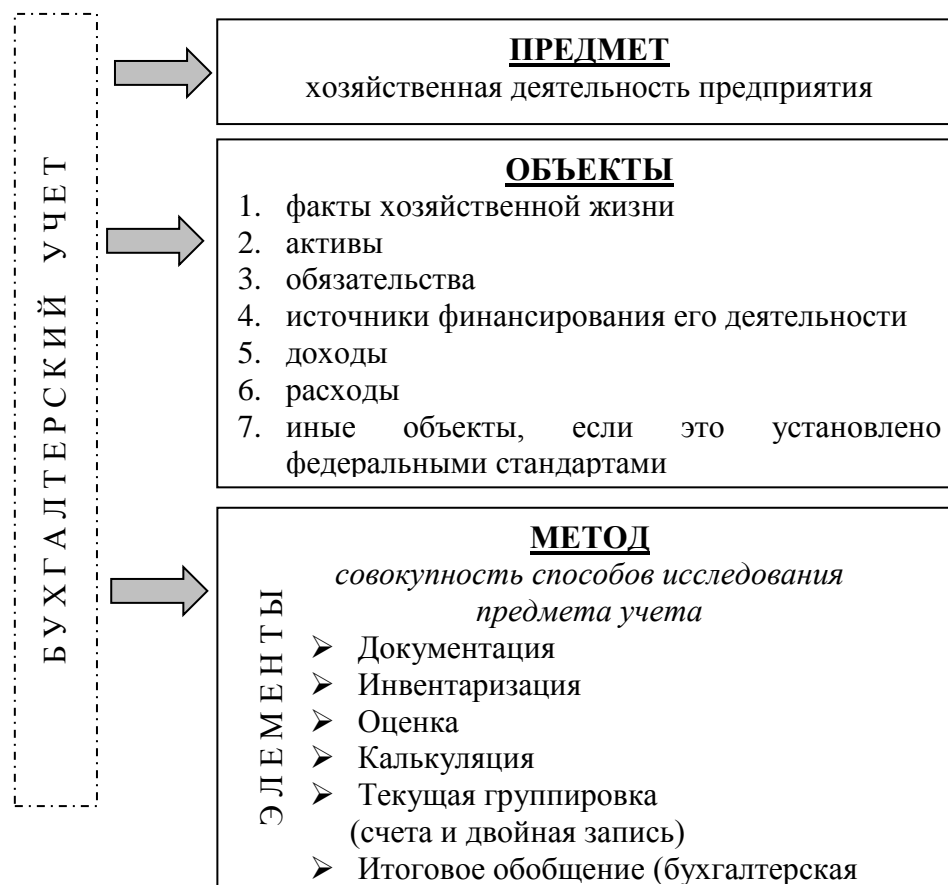 БУХГАЛТЕРСКИЙ УЧЕТ
ПРЕДМЕТ
хозяйственная деятельность предприятия
ОБЪЕКТЫ
1. факты хозяйственной жизни
2. активы
3. обязательства
4. источники финансирования его деятельности
5. доходы
6. расходы
7. иные объекты, если это установлено
федеральными стандартами
МЕТОД
совокупность способов исследования
предмета учета
ЭЛЕМЕНТЫ
➢ Документация
➢ Инвентаризация
➢ Оценка
➢ Калькуляция
➢ Текущая группировка
(счета и двойная запись)
➢ Итоговое обобщение (бухгалтерская